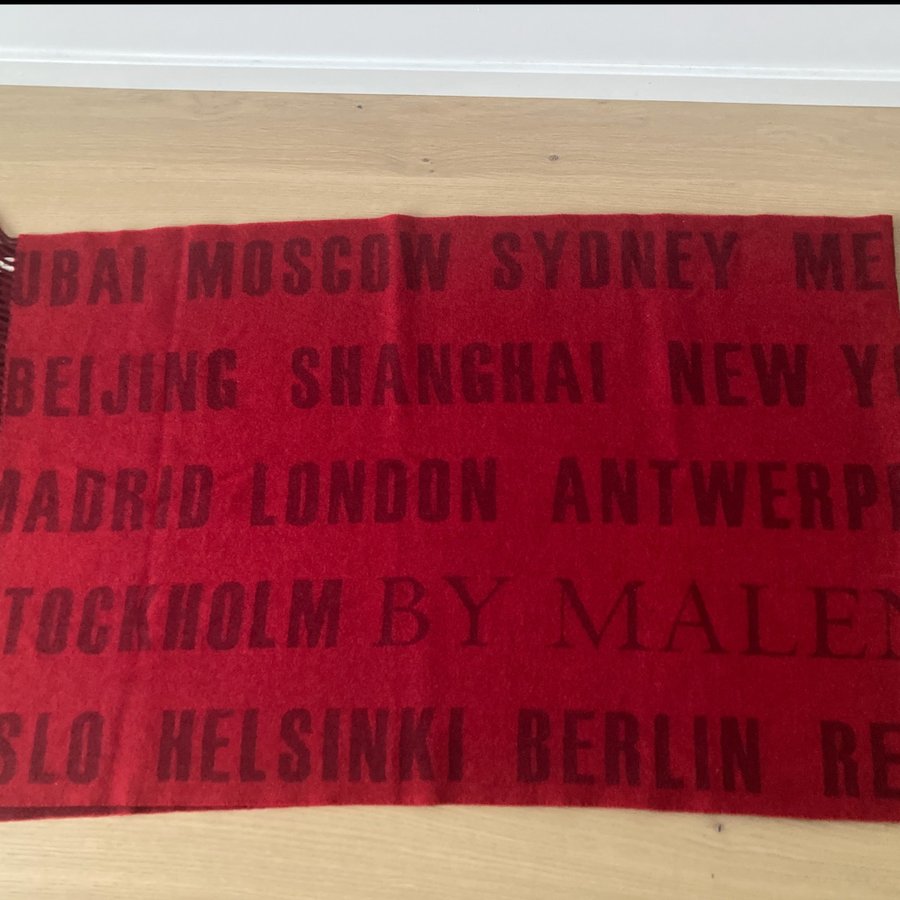 UBAI MOSCOW SYDNEY ME
BEIJING SHANGHAI NEW Y
MADRID LONDON ANTWERP
TOCKHOLM BY MALEN
SLO HELSINKI BERLIN RE